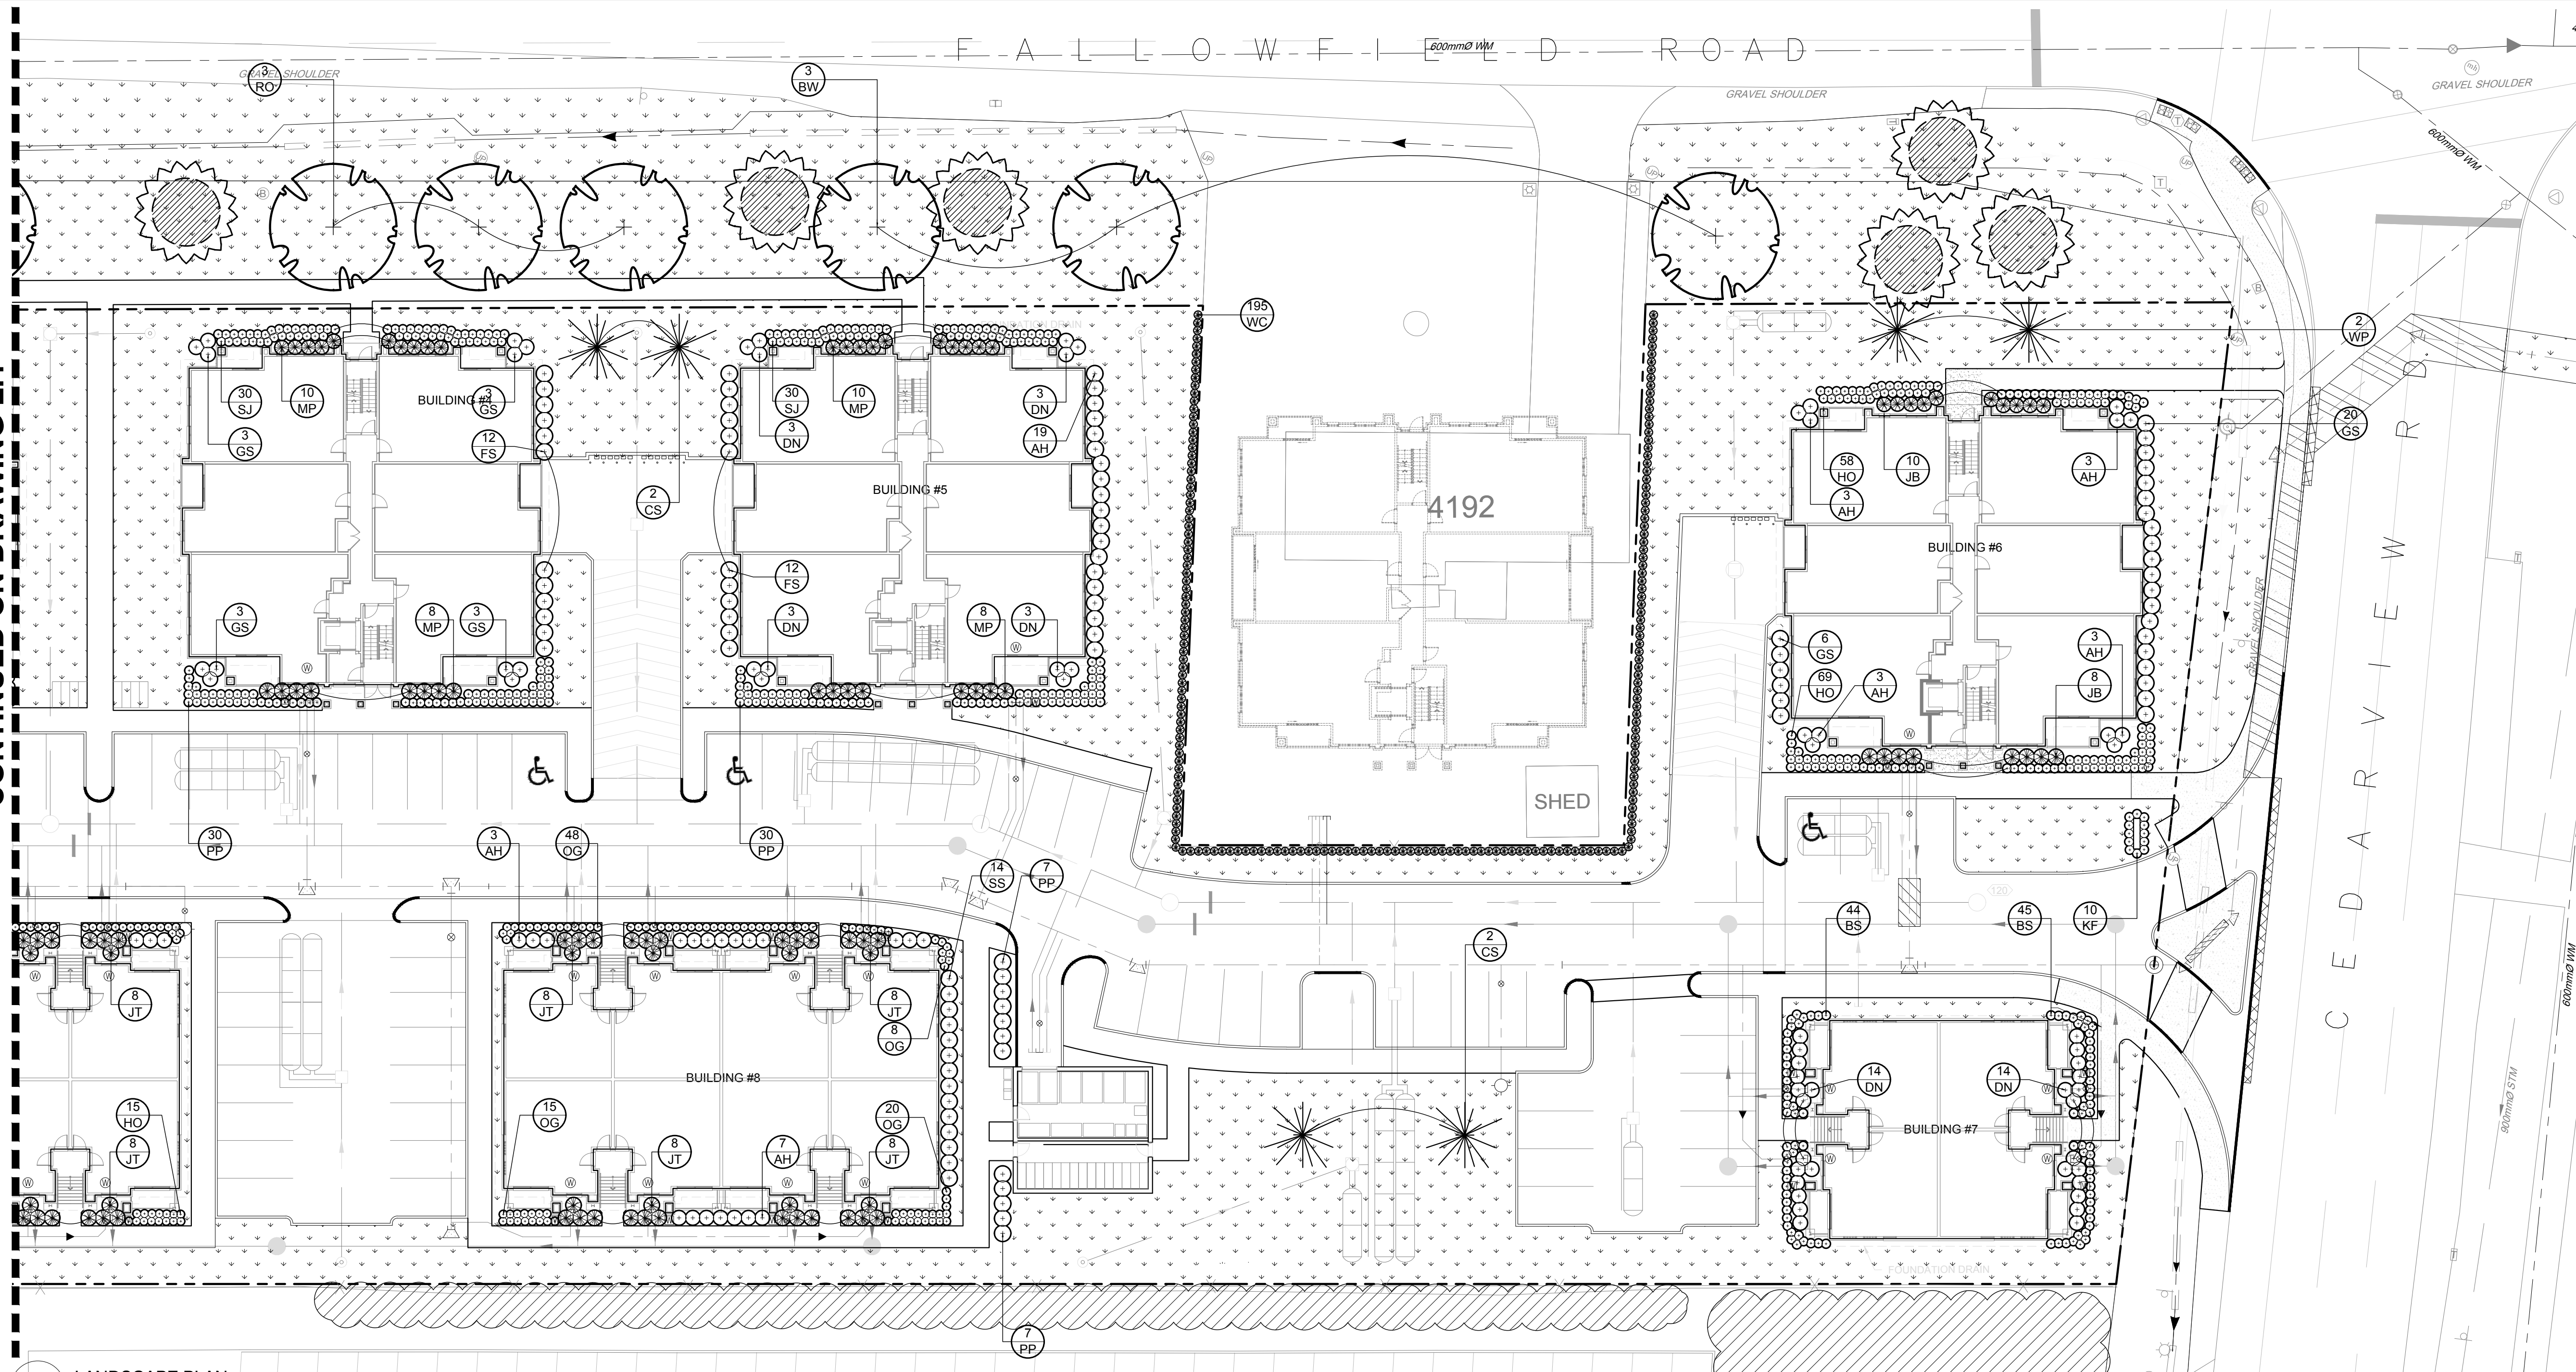 FALLOWFIELD ROAD
600mmØ WM
GRAVEL SHOULDER
3
RO
3
BW
GRAVEL SHOULDER
GRAVEL SHOULDER
600mmØ WM
195
WC
2
WP
30
SJ
10
MP
BUILDING #4
3
GS
3
GS
12
FS
30
SJ
3
DN
10
MP
3
DN
19
AH
BUILDING #5
2
CS
12
FS
3
GS
8
MP
3
GS
3
DN
8
MP
3
DN
4192
SHED
20
GS
58
HO
3
AH
10
JB
3
AH
BUILDING #6
6
GS
69
HO
3
AH
3
AH
8
JB
GRAVEL SHOULDER
CEDARVIEW RD
30
PP
3
AH
48
OG
30
PP
14
SS
7
PP
120
44
BS
45
BS
10
KF
2
CS
8
JT
8
JT
8
JT
8
OG
BUILDING #8
15
HO
8
JT
15
OG
8
JT
7
AH
20
OG
8
JT
14
DN
14
DN
BUILDING #7
FOUNDATION DRAIN
7
PP
600mmØ WM
900mmØ STM